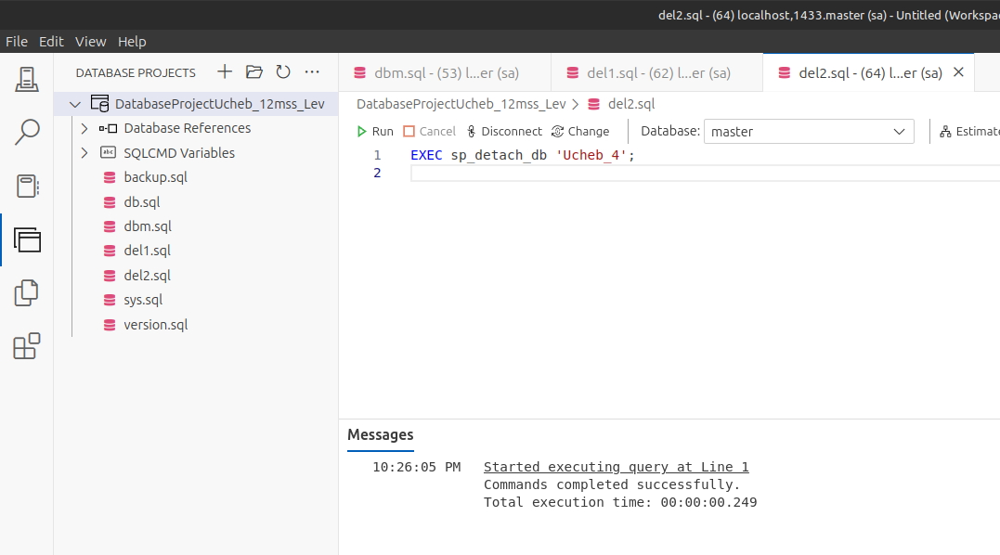 del2.sql - (64) localhost,1433.master (sa) - Untitled (Workspa
File Edit View Help
DATABASE PROJECTS
dbm.sql - (53) l...er (sa)
del1.sql - (62) l...er (sa)
del2.sql - (64) l...er (sa)
DatabaseProjectUcheb_12mss_Lev
Database References
SQLCMD Variables
backup.sql
db.sql
dbm.sql
del1.sql
del2.sql
sys.sql
version.sql
DatabaseProjectUcheb_12mss_Lev > del2.sql
Run Cancel Disconnect Change Database: master Estimate
1 EXEC sp_detach_db 'Ucheb_4';
2
Messages
10:26:05 PM Started executing query at Line 1
Commands completed successfully.
Total execution time: 00:00:00.249